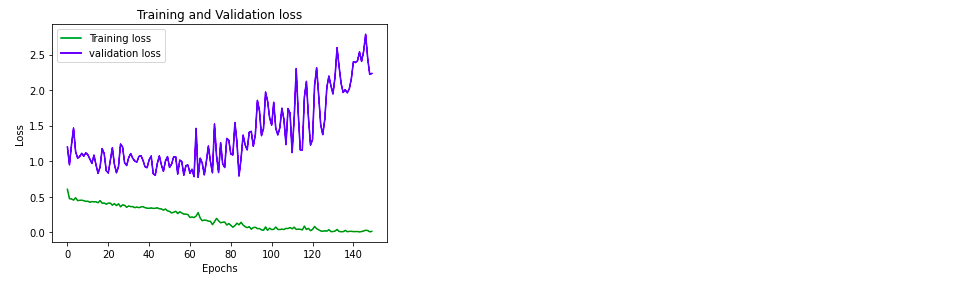 Training and Validation loss
Training loss
validation loss
Loss
2.5
2.0
1.5
1.0
0.5
0.0
0 20 40 60 80 100 120 140
Epochs